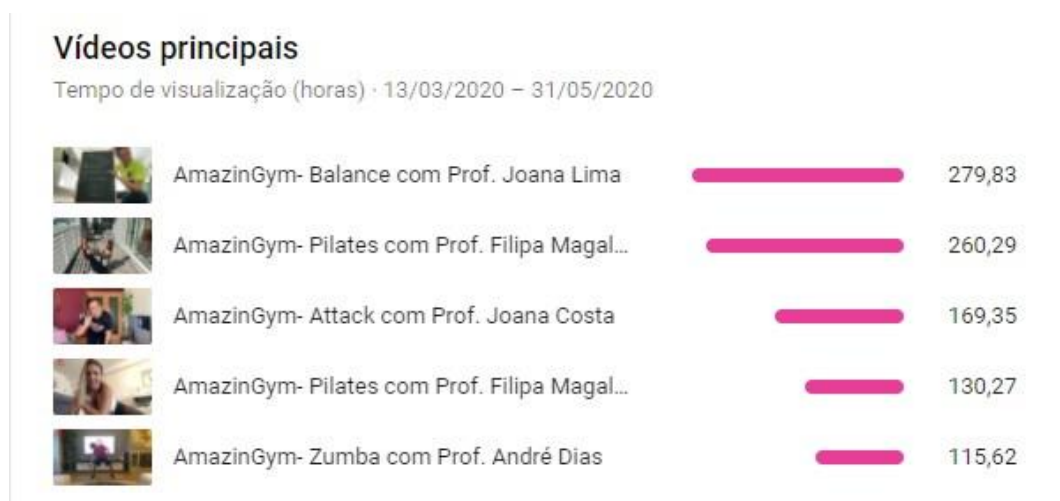 Vídeos principais
Tempo de visualização (horas) · 13/03/2020 – 31/05/2020
AmazinGym- Balance com Prof. Joana Lima 279,83
AmazinGym- Pilates com Prof. Filipa Magal... 260,29
AmazinGym- Attack com Prof. Joana Costa 169,35
AmazinGym- Pilates com Prof. Filipa Magal... 130,27
AmazinGym- Zumba com Prof. André Dias 115,62